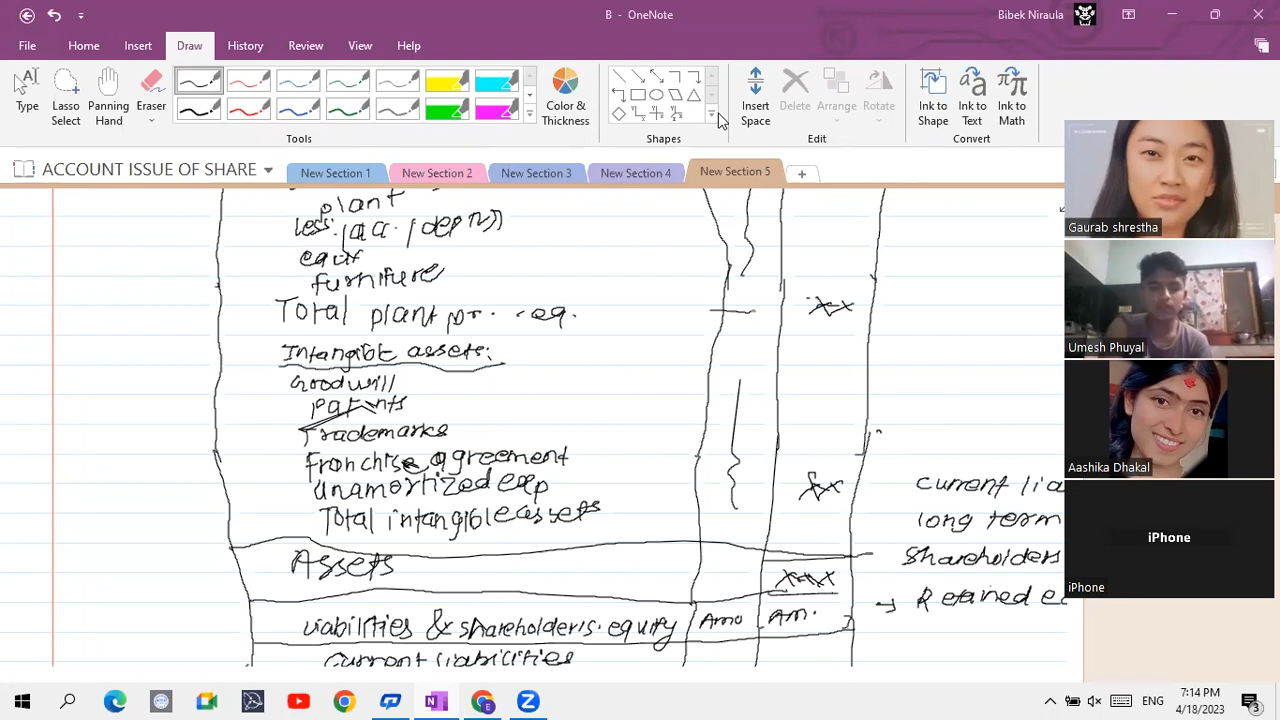 B - OneNote
Bibek Niraula
File Home Insert Draw History Review View Help
Type
Lasso Select
Panning Hand
Eraser
Color & Thickness
Insert Space
Delete
Arrange
Rotate
Ink to Shape
Ink to Text
Ink to Math
Tools
Shapes
Edit
Convert
ACCOUNT ISSUE OF SHARE
New Section 1 New Section 2 New Section 3 New Section 4 New Section 5
plant
less:
furniture
Total plant pr. eq.
Intangible assets:
Goodwill
patents
Trademarks
franchise agreement
unamortized exp
Total intangible assets
Assets
xxx
Liabilities & shareholder's. equity Amo Am.
current liabilities
current lia
long term
shareholders
→ Retained ea
Gaurab shrestha
Umesh Phuyal
Aashika Dhakal
iPhone
iPhone
ENG
7:14 PM
4/18/2023
3